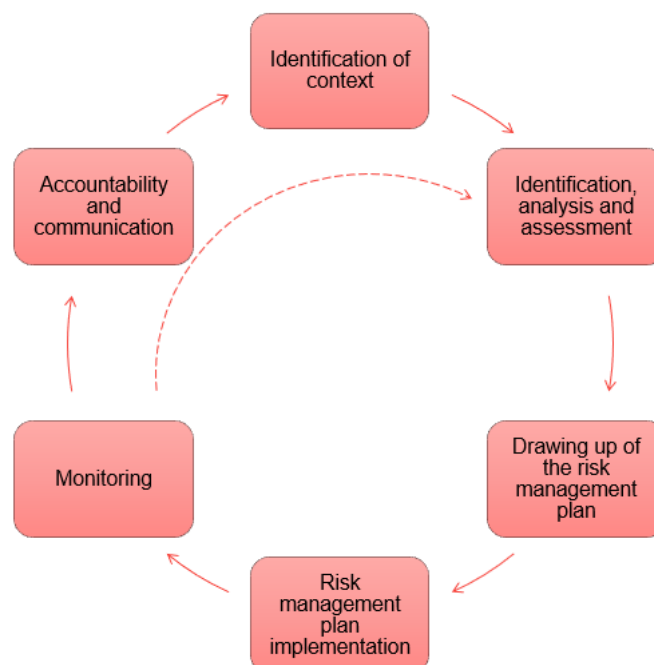 Identification of
context
Identification,
analysis and
assessment
Drawing up of
the risk
management
plan
Risk
management
plan
implementation
Monitoring
Accountability
and
communication